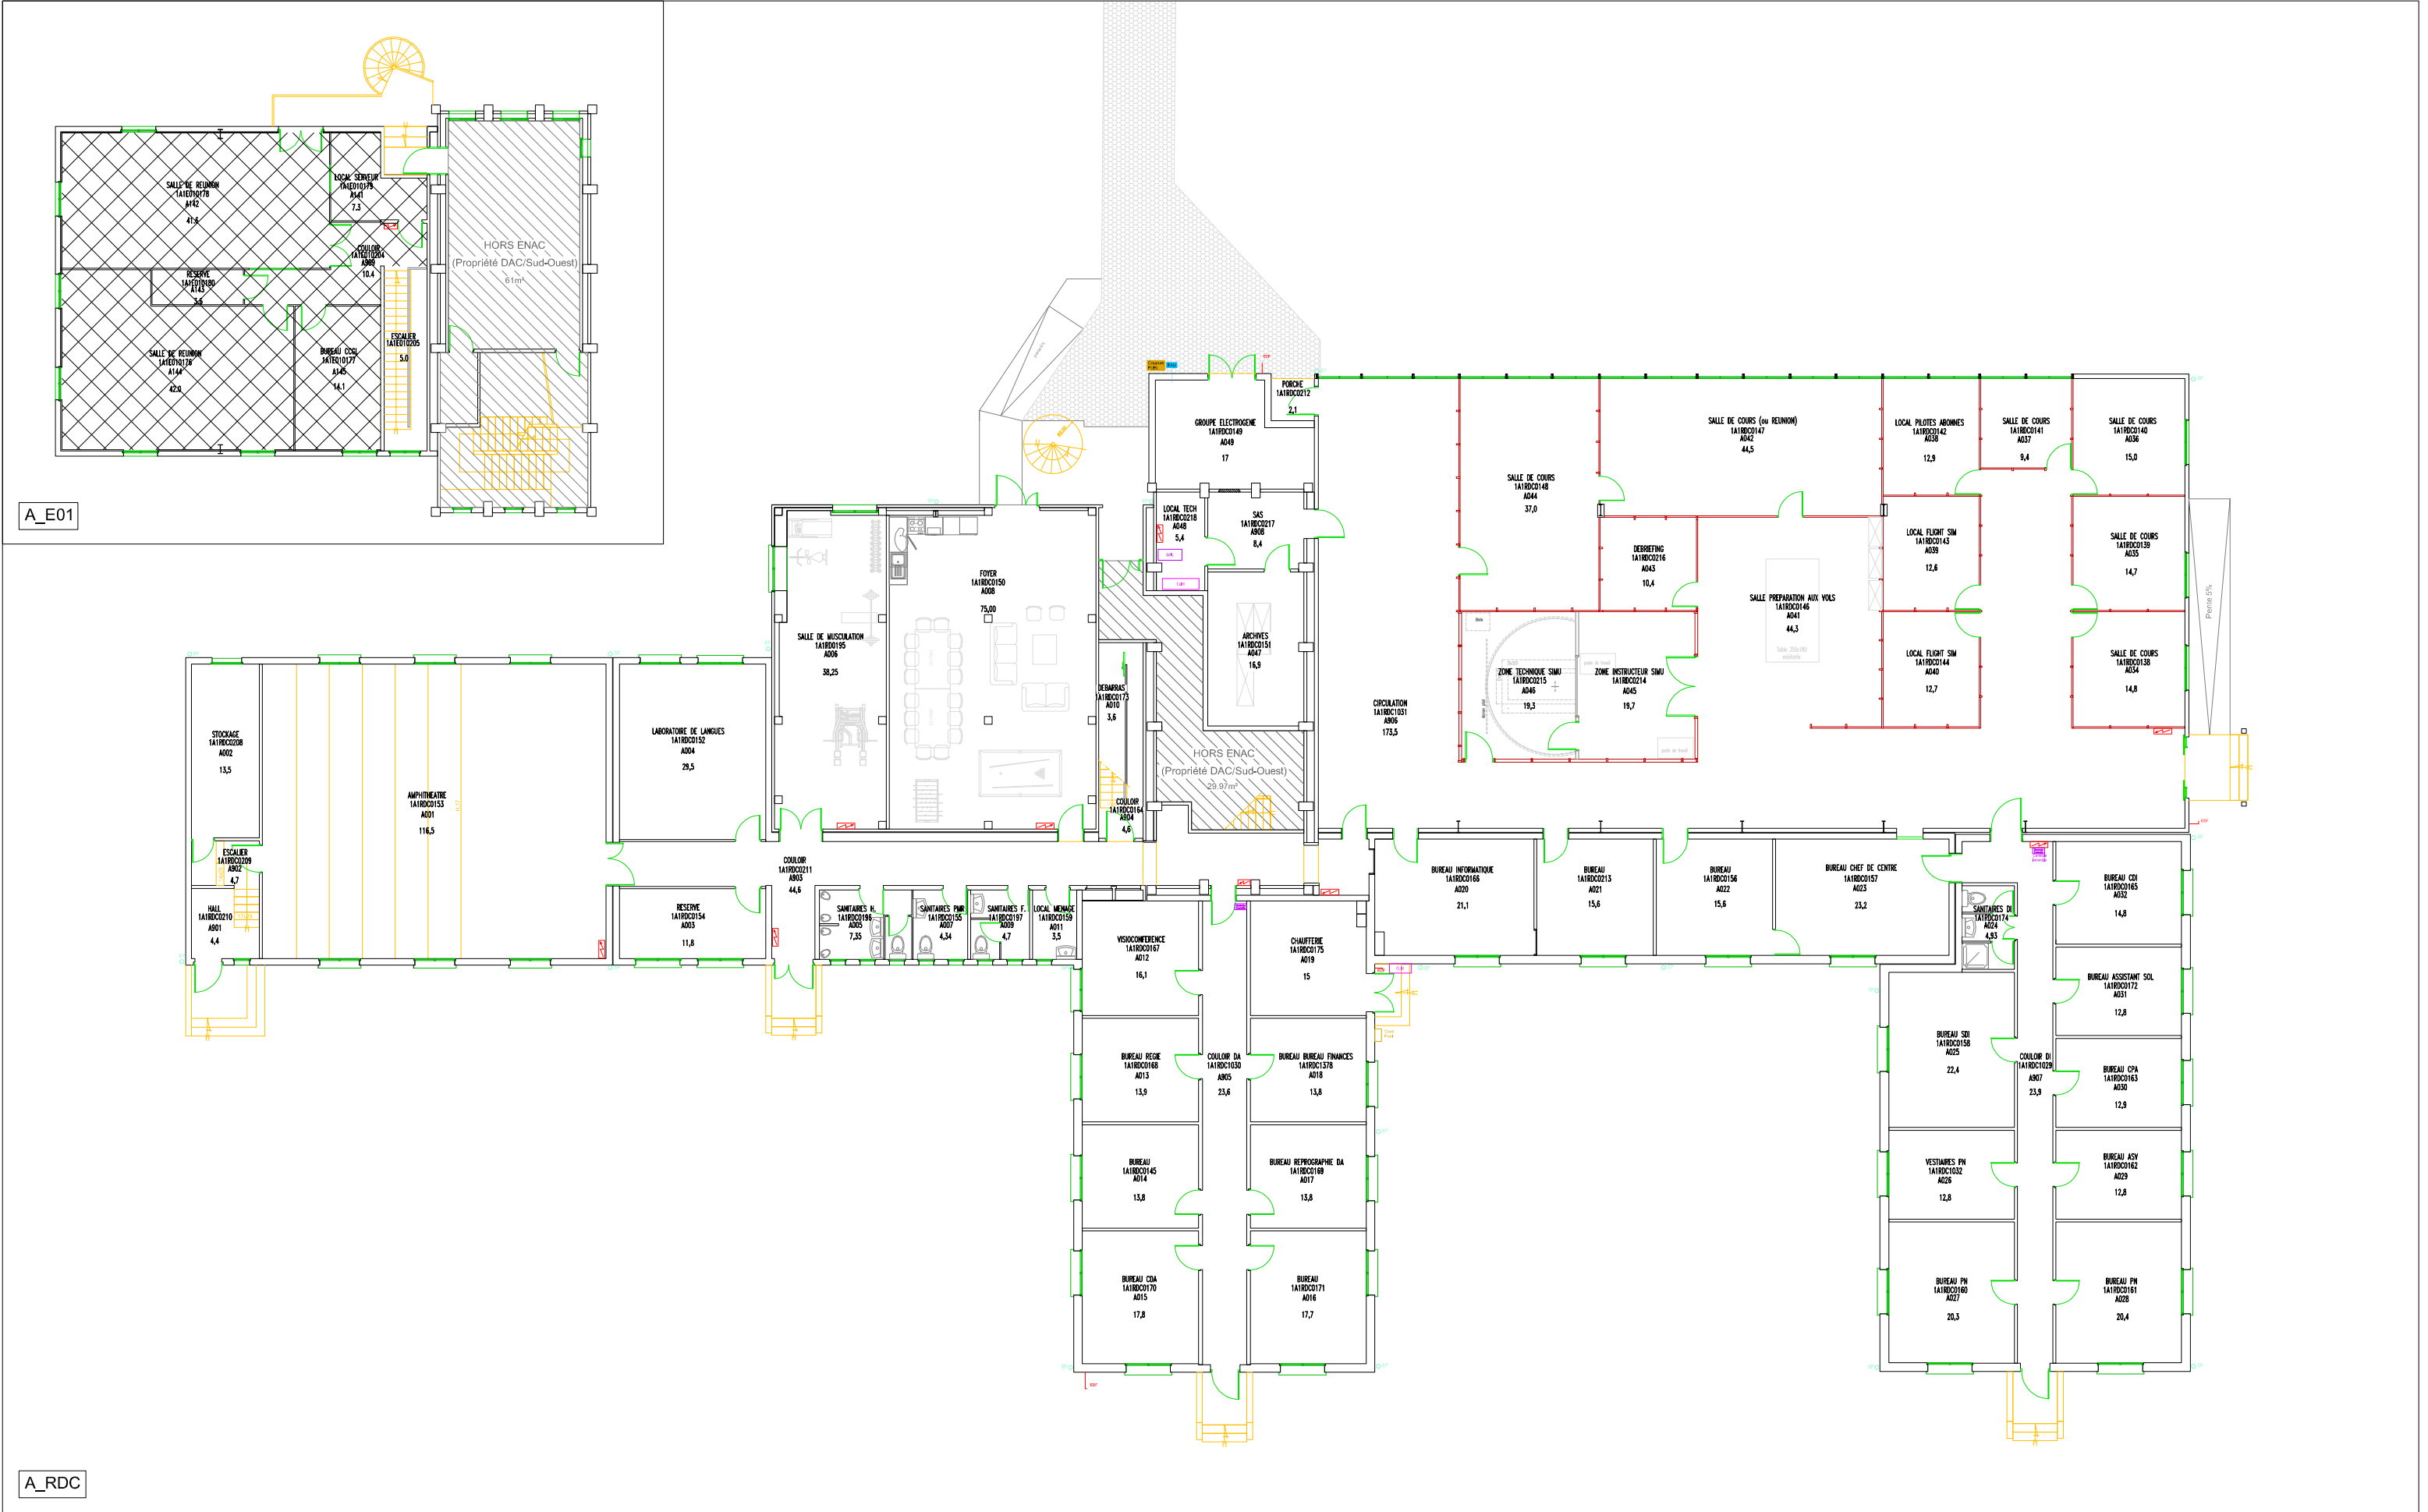 SALLE DE REUNION
1A1E010178
A142
41.6
LOCAL SERVEUR
1A1E010179
A141
7.3
COULOIR
1A1E010204
A909
10.4
RESERVE
1A1E010180
A143
3.6
SALLE DE REUNION
1A1E010176
A144
42.0
BUREAU CCGL
1A1E010177
A145
14.1
ESCALIER
1A1E010205
5.0
HORS ENAC
(Propriété DAC/Sud-Ouest)
61m²
A_E01
PORCHE
1A1RDC0212
2,1
GROUPE ELECTROGENE
1A1RDC0149
A049
17
LOCAL TECH
1A1RDC0218
A048
5,4
SAS
1A1RDC0217
A908
8,4
ARCHIVES
1A1RDC0151
A047
16,9
SALLE DE COURS
1A1RDC0148
A044
37,0
SALLE DE COURS (ou REUNION)
1A1RDC0147
A042
44,5
LOCAL PILOTES ABONNES
1A1RDC0142
A038
12,9
SALLE DE COURS
1A1RDC0141
A037
9,4
SALLE DE COURS
1A1RDC0140
A036
15,0
DEBRIEFING
1A1RDC0216
A043
10,4
LOCAL FLIGHT SIM
1A1RDC0143
A039
12,6
SALLE DE COURS
1A1RDC0139
A035
14,7
SALLE PREPARATION AUX VOLS
1A1RDC0146
A041
44,3
Pente 5%
LOCAL FLIGHT SIM
1A1RDC0144
A040
12,7
SALLE DE COURS
1A1RDC0138
A034
14,8
ZONE TECHNIQUE SIMU
1A1RDC0215
A046
19,3
ZONE INSTRUCTEUR SIMU
1A1RDC0214
A045
19,7
CIRCULATION
1A1RDC1031
A906
173,5
FOYER
1A1RDC0150
A008
75,00
SALLE DE MUSCULATION
1A1RD0195
A006
38,25
DEBARRAS
1A1RDC0173
A010
3,6
HORS ENAC
(Propriété DAC/Sud-Ouest)
29.97m²
COULOIR
1A1RDC0164
A904
4,6
STOCKAGE
1A1RDC0208
A002
13,5
AMPHITHEATRE
1A1RDC0153
A001
116,5
LABORATOIRE DE LANGUES
1A1RDC0152
A004
29,5
ESCALIER
1A1RDC0209
A902
4,7
HALL
1A1RDC0210
A901
4,4
COULOIR
1A1RDC0211
A903
44,6
RESERVE
1A1RDC0154
A003
11,8
SANITAIRES H.
1A1RDC0196
A005
7,35
SANITAIRES PMR
1A1RDC0155
A007
4,34
SANITAIRES F.
1A1RDC0197
A009
4,7
LOCAL MENAGE
1A1RDC0159
A011
3,5
VISIOCONFERENCE
1A1RDC0167
A012
16,1
CHAUFFERIE
1A1RDC0175
A019
15
BUREAU INFORMATIQUE
1A1RDC0166
A020
21,1
BUREAU
1A1RDC0213
A021
15,6
BUREAU
1A1RDC0156
A022
15,6
BUREAU CHEF DE CENTRE
1A1RDC0157
A023
23,2
SANITAIRES DI
1A1RDC0174
A024
4,93
BUREAU CDI
1A1RDC0165
A032
14,8
BUREAU ASSISTANT SOL
1A1RDC0172
A031
12,8
BUREAU REGIE
1A1RDC0168
A013
13,9
COULOIR DA
1A1RDC1030
A905
23,6
BUREAU BUREAU FINANCES
1A1RDC1378
A018
13,8
BUREAU SDI
1A1RDC0158
A025
22,4
COULOIR DI
1A1RDC1029
A907
23,9
BUREAU CPA
1A1RDC0163
A030
12,9
BUREAU
1A1RDC0145
A014
13,8
BUREAU REPROGRAPHIE DA
1A1RDC0169
A017
13,8
VESTIAIRES PN
1A1RDC1032
A026
12,8
BUREAU ASY
1A1RDC0162
A029
12,8
BUREAU CDA
1A1RDC0170
A015
17,8
BUREAU
1A1RDC0171
A016
17,7
BUREAU PN
1A1RDC0160
A027
20,3
BUREAU PN
1A1RDC0161
A028
20,4
A_RDC